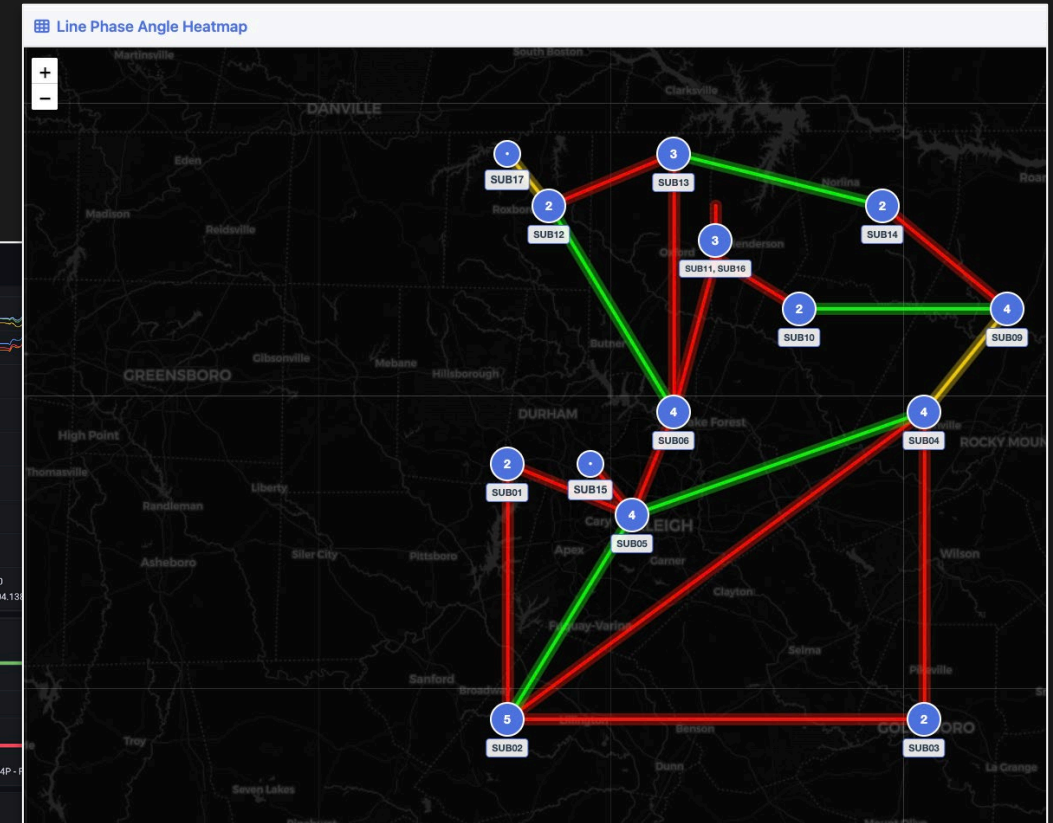 Line Phase Angle Heatmap
+
−
Martinsville
South Boston
Clarksville
DANVILLE
Eden
3
SUB17
SUB13
Norlina
Roxboro
Madison
2
2
Reidsville
SUB12
SUB14
3
Henderson
Oxford
SUB11, SUB16
2
4
SUB10
SUB09
Butner
Gibsonville
Mebane
Hillsborough
GREENSBORO
DURHAM
4
4
Wake Forest
SUB06
SUB04
ROCKY MOUN
High Point
2
Thomasville
SUB01
SUB15
Liberty
Randleman
4
Cary
LEIGH
SUB05
Siler City
Pittsboro
Apex
Garner
Asheboro
Wilson
Clayton
Fuquay-Varina
Selma
Pikeville
Sanford
Broadway
5
2
Lillington
Benson
GOLDSBORO
SUB02
SUB03
Troy
Dunn
La Grange
Seven Lakes
Mount Olive